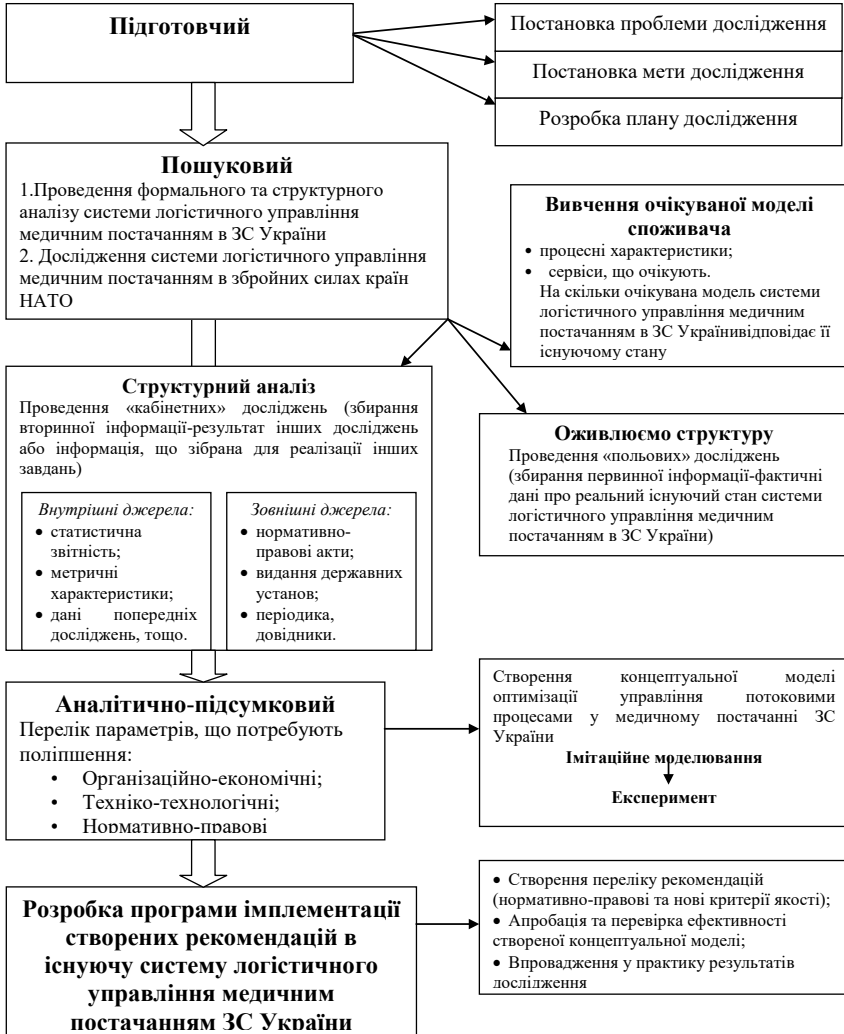 Підготовчий
Постановка проблеми дослідження
Постановка мети дослідження
Розробка плану дослідження
Пошуковий
1.Проведення формального та структурного
аналізу системи логістичного управління
медичним постачанням в ЗС України
2. Дослідження системи логістичного управління
медичним постачанням в збройних силах країн
НАТО
Вивчення очікуваної моделі
споживача
• процесні характеристики;
• сервіси, що очікують.
На скільки очікувана модель системи
логістичного управління медичним
постачанням в ЗС Українивідповідає її
існуючому стану
Структурний аналіз
Проведення «кабінетних» досліджень (збирання
вторинної інформації-результат інших досліджень
або інформація, що зібрана для реалізації інших
завдань)
Внутрішні джерела:
• статистична
звітність;
• метричні
характеристики;
• дані попередніх
досліджень, тощо.
Зовнішні джерела:
• нормативно-
правові акти;
• видання державних
установ;
• періодика,
довідники.
Оживлюємо структуру
Проведення «польових» досліджень
(збирання первинної інформації-фактичні
дані про реальний існуючий стан системи
логістичного управління медичним
постачанням в ЗС України)
Аналітично-підсумковий
Перелік параметрів, що потребують
поліпшення:
• Організаційно-економічні;
• Техніко-технологічні;
• Нормативно-правові
Створення концептуальної моделі
оптимізації управління потоковими
процесами у медичному постачанні ЗС
України
Імітаційне моделювання
Експеримент
Розробка програми імплементації
створених рекомендацій в
існуючу систему логістичного
управління медичним
постачанням ЗС України
• Створення переліку рекомендацій
(нормативно-правові та нові критерії якості);
• Апробація та перевірка ефективності
створеної концептуальної моделі;
• Впровадження у практику результатів
дослідження